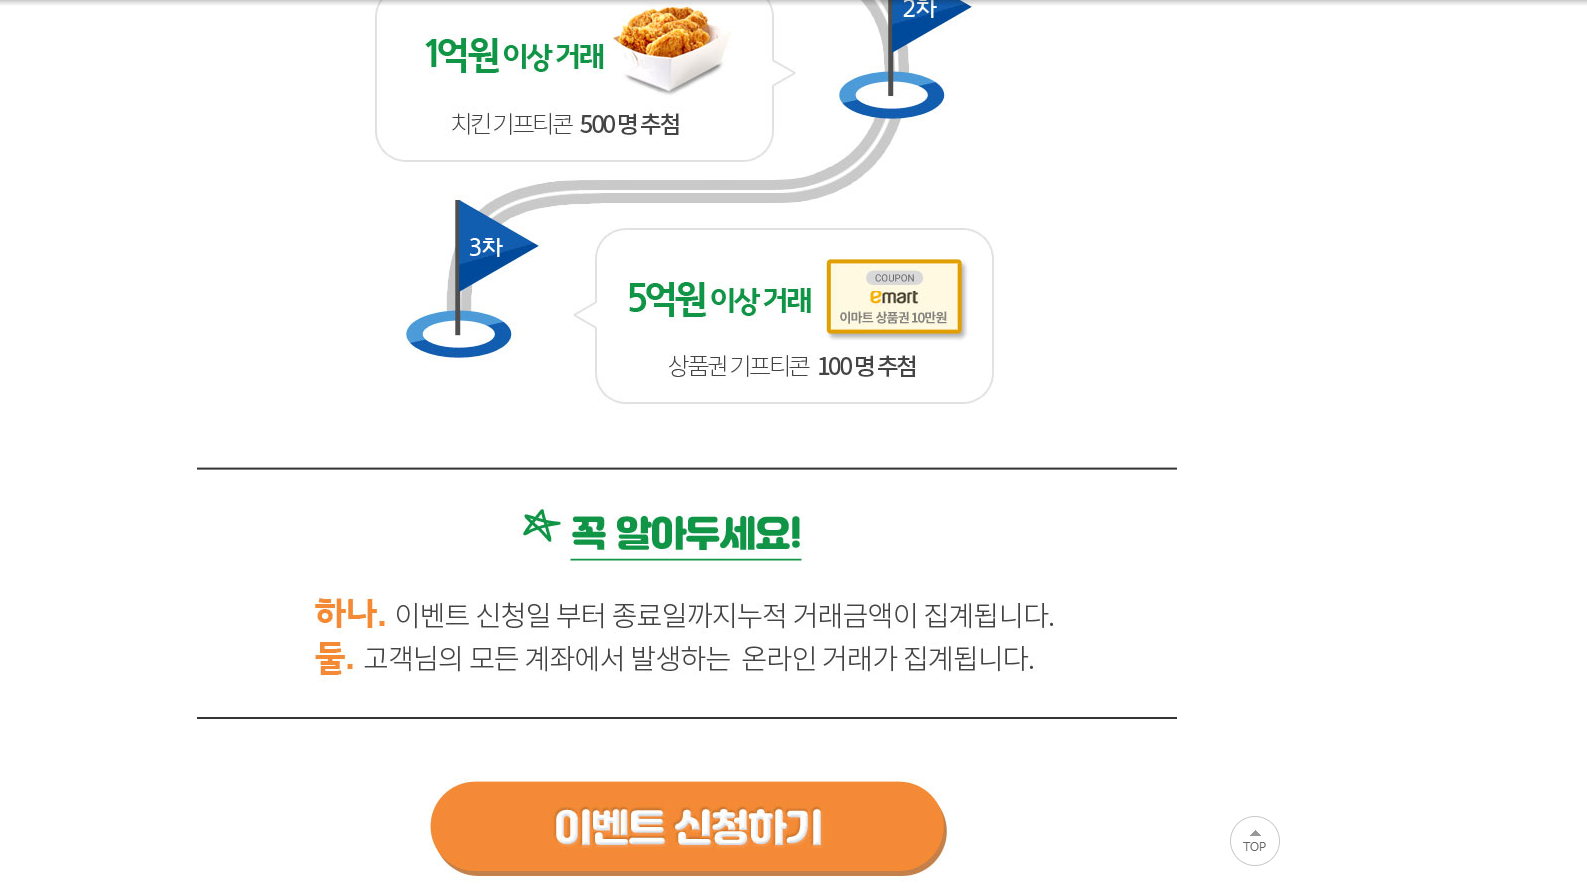 2차
1억원 이상 거래
치킨 기프티콘 500명 추첨
3차
5억원 이상 거래
COUPON
emart
이마트 상품권 10만원
상품권 기프티콘 100명 추첨
꼭 알아두세요!
하나. 이벤트 신청일 부터 종료일까지누적 거래금액이 집계됩니다.
둘. 고객님의 모든 계좌에서 발생하는 온라인 거래가 집계됩니다.
이벤트 신청하기
TOP